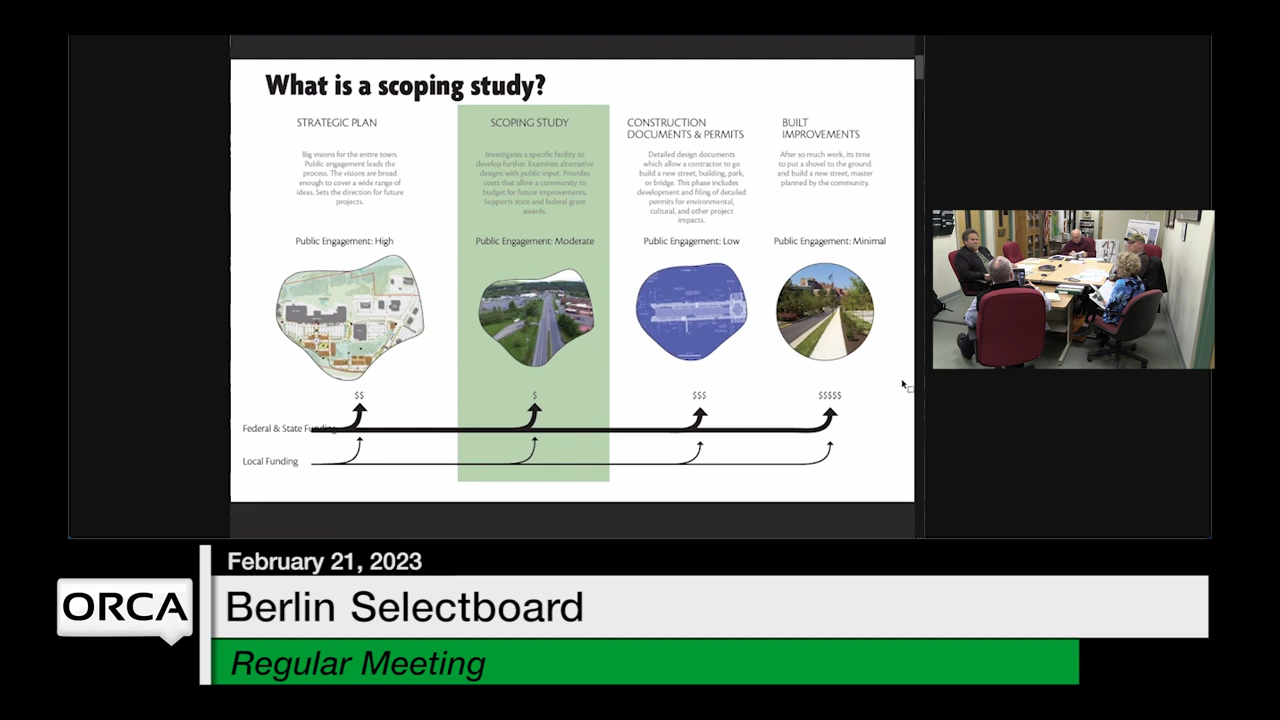 What is a scoping study?
STRATEGIC PLAN
Big visions for the entire town.
Public engagement leads the
process. The visions are broad
enough to cover a wide range of
ideas. Sets the direction for future
projects.
Public Engagement: High
$$
SCOPING STUDY
Investigates a specific facility to
develop further. Examines alternative
designs with public input. Provides
costs that allow a community to
budget for future improvements.
Supports state and federal grant
awards.
Public Engagement: Moderate
$
CONSTRUCTION
DOCUMENTS & PERMITS
Detailed design documents
which allow a contractor to go
build a new street, building, park,
or bridge. This phase includes
development and filing of detailed
permits for environmental,
cultural, and other project
impacts.
Public Engagement: Low
$$$
BUILT
IMPROVEMENTS
After so much work, its time
to put a shovel to the ground
and build a new street, master
planned by the community.
Public Engagement: Minimal
$$$$$
Federal & State Funding
Local Funding
February 21, 2023
ORCA
Berlin Selectboard
Regular Meeting